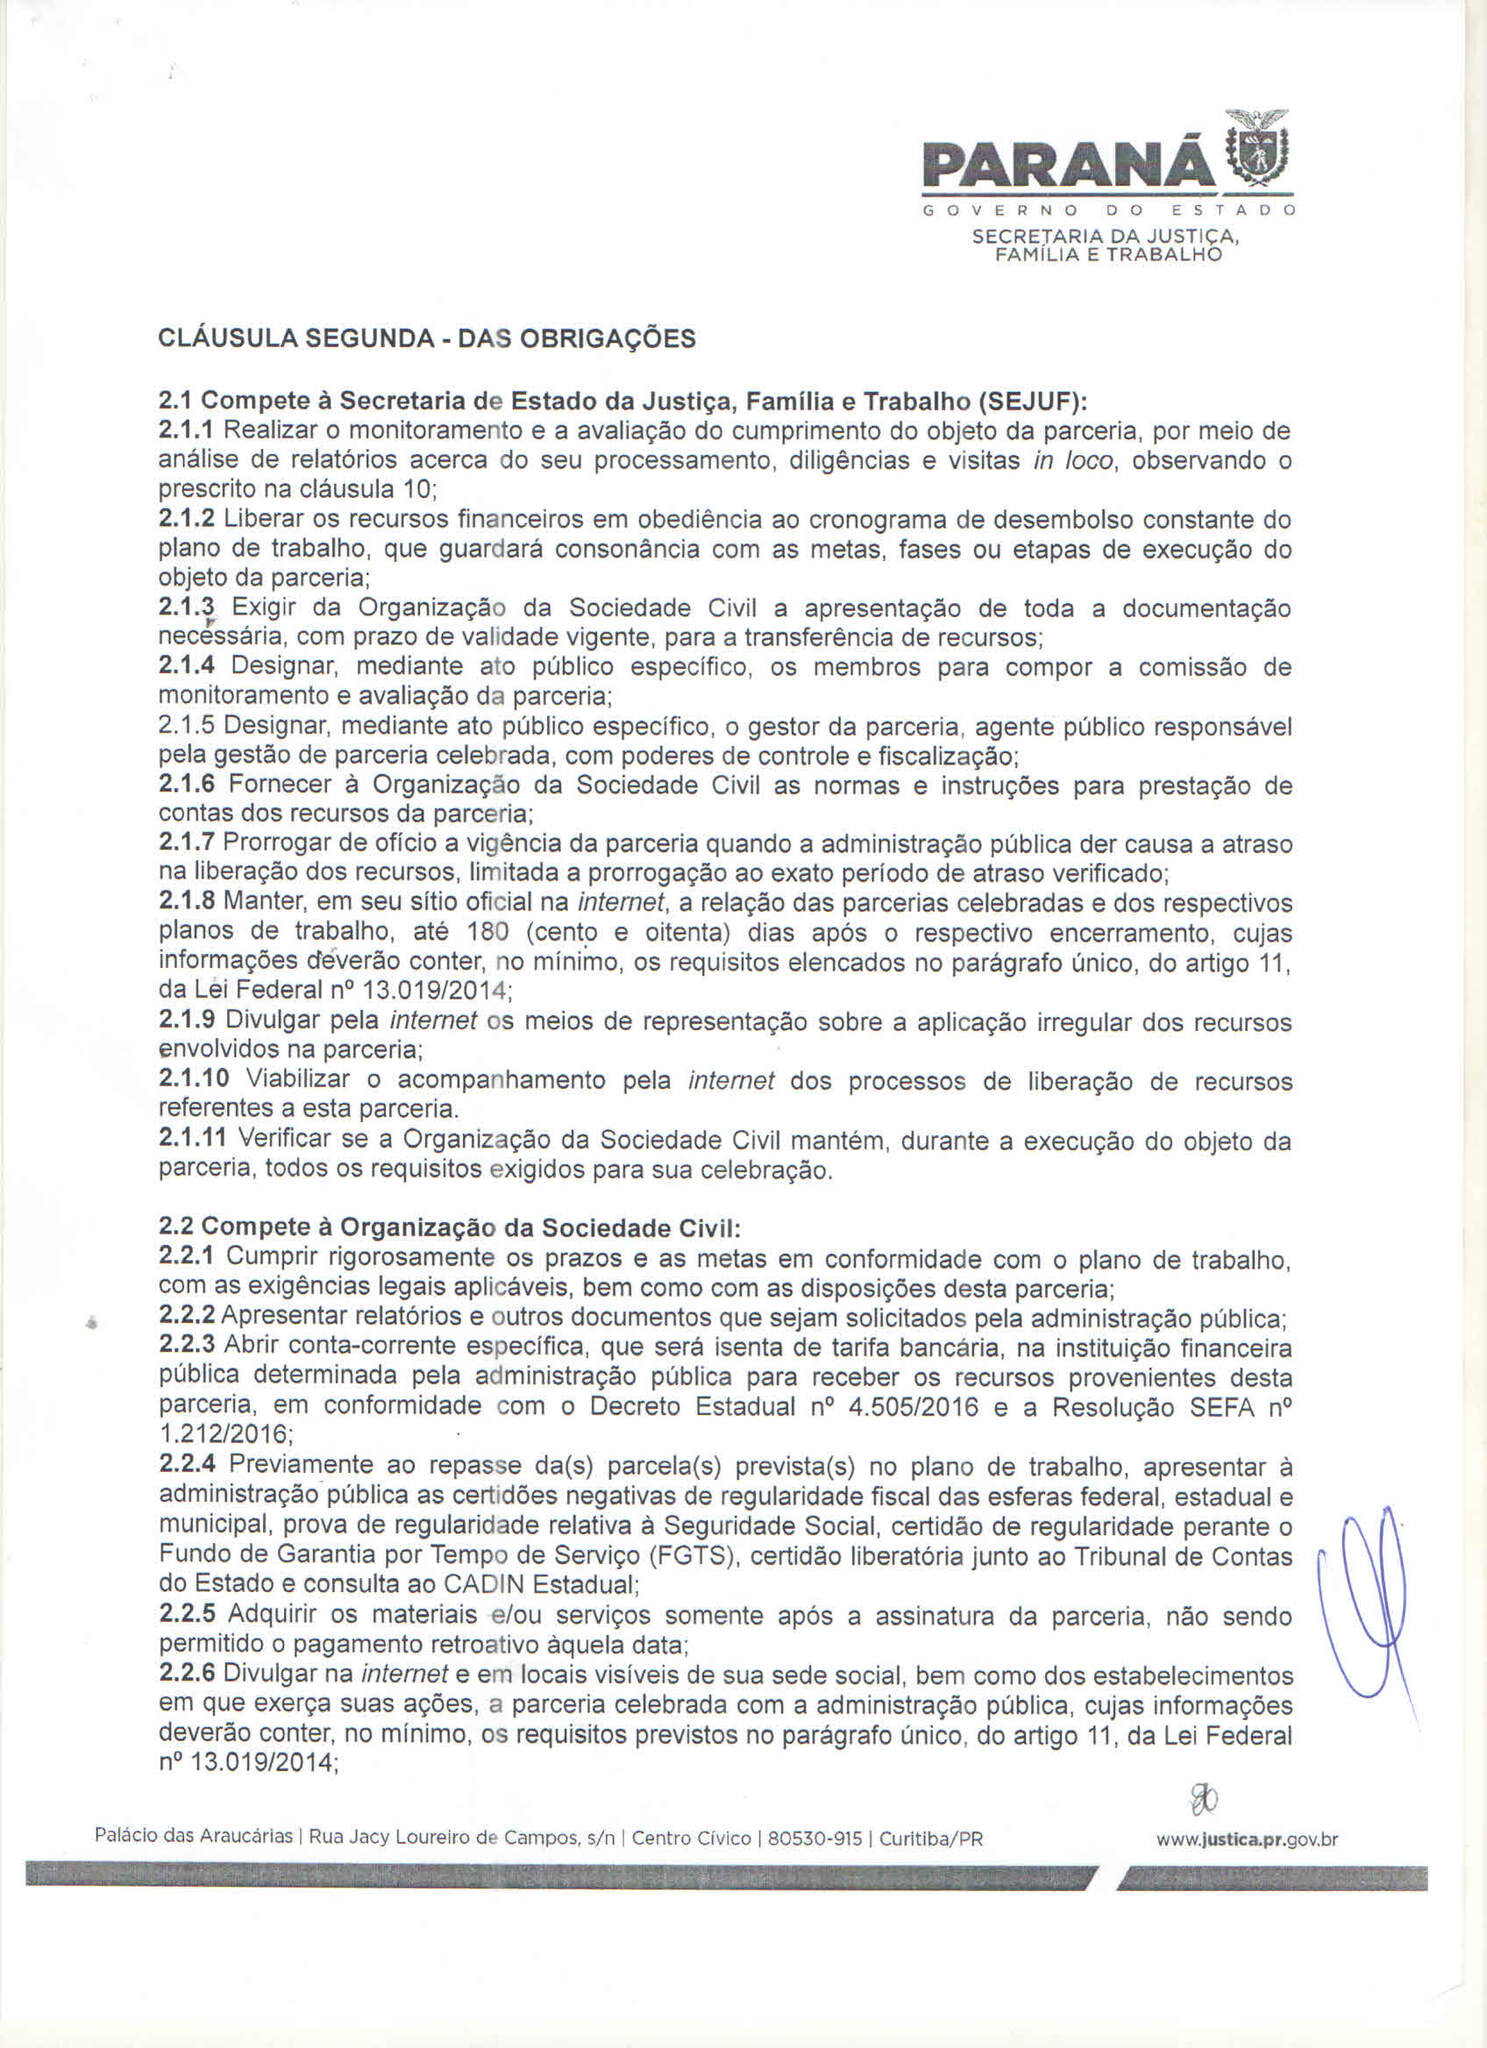 PARANÁ
GOVERNO DO ESTADO
SECRETARIA DA JUSTIÇA,
FAMÍLIA E TRABALHO
CLÁUSULA SEGUNDA - DAS OBRIGAÇÕES
2.1 Compete à Secretaria de Estado da Justiça, Família e Trabalho (SEJUF):
2.1.1 Realizar o monitoramento e a avaliação do cumprimento do objeto da parceria, por meio de
análise de relatórios acerca do seu processamento, diligências e visitas in loco, observando o
prescrito na cláusula 10;
2.1.2 Liberar os recursos financeiros em obediência ao cronograma de desembolso constante do
plano de trabalho, que guardará consonância com as metas, fases ou etapas de execução do
objeto da parceria;
2.1.3 Exigir da Organização da Sociedade Civil a apresentação de toda a documentação
necessária, com prazo de validade vigente, para a transferência de recursos;
2.1.4 Designar, mediante ato público específico, os membros para compor a comissão de
monitoramento e avaliação da parceria;
2.1.5 Designar, mediante ato público específico, o gestor da parceria, agente público responsável
pela gestão de parceria celebrada, com poderes de controle e fiscalização;
2.1.6 Fornecer à Organização da Sociedade Civil as normas e instruções para prestação de
contas dos recursos da parceria;
2.1.7 Prorrogar de ofício a vigência da parceria quando a administração pública der causa a atraso
na liberação dos recursos, limitada a prorrogação ao exato período de atraso verificado;
2.1.8 Manter, em seu sítio oficial na internet, a relação das parcerias celebradas e dos respectivos
planos de trabalho, até 180 (cento e oitenta) dias após o respectivo encerramento, cujas
informações deverão conter, no mínimo, os requisitos elencados no parágrafo único, do artigo 11,
da Lei Federal nº 13.019/2014;
2.1.9 Divulgar pela internet os meios de representação sobre a aplicação irregular dos recursos
envolvidos na parceria;
2.1.10 Viabilizar o acompanhamento pela internet dos processos de liberação de recursos
referentes a esta parceria.
2.1.11 Verificar se a Organização da Sociedade Civil mantém, durante a execução do objeto da
parceria, todos os requisitos exigidos para sua celebração.
2.2 Compete à Organização da Sociedade Civil:
2.2.1 Cumprir rigorosamente os prazos e as metas em conformidade com o plano de trabalho,
com as exigências legais aplicáveis, bem como com as disposições desta parceria;
2.2.2 Apresentar relatórios e outros documentos que sejam solicitados pela administração pública;
2.2.3 Abrir conta-corrente específica, que será isenta de tarifa bancária, na instituição financeira
pública determinada pela administração pública para receber os recursos provenientes desta
parceria, em conformidade com o Decreto Estadual nº 4.505/2016 e a Resolução SEFA nº
1.212/2016;
2.2.4 Previamente ao repasse da(s) parcela(s) prevista(s) no plano de trabalho, apresentar à
administração pública as certidões negativas de regularidade fiscal das esferas federal, estadual e
municipal, prova de regularidade relativa à Seguridade Social, certidão de regularidade perante o
Fundo de Garantia por Tempo de Serviço (FGTS), certidão liberatória junto ao Tribunal de Contas
do Estado e consulta ao CADIN Estadual;
2.2.5 Adquirir os materiais e/ou serviços somente após a assinatura da parceria, não sendo
permitido o pagamento retroativo àquela data;
2.2.6 Divulgar na internet e em locais visíveis de sua sede social, bem como dos estabelecimentos
em que exerça suas ações, a parceria celebrada com a administração pública, cujas informações
deverão conter, no mínimo, os requisitos previstos no parágrafo único, do artigo 11, da Lei Federal
nº 13.019/2014;
Palácio das Araucárias | Rua Jacy Loureiro de Campos, s/n | Centro Cívico | 80530-915 | Curitiba/PR
www.justica.pr.gov.br